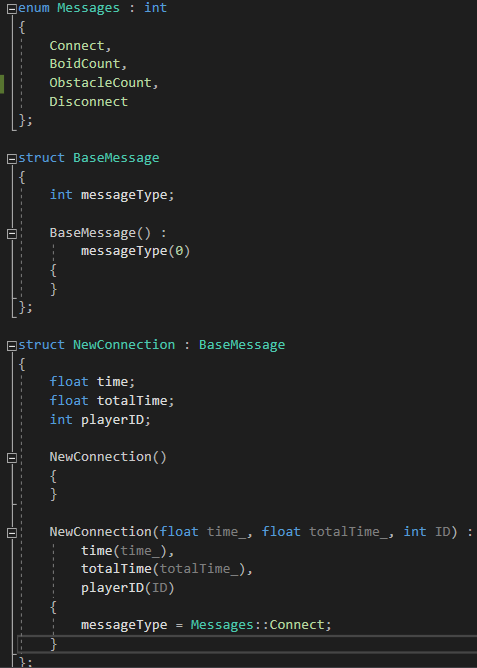 enum Messages : int
{
    Connect,
    BoidCount,
    ObstacleCount,
    Disconnect
};
struct BaseMessage
{
    int messageType;
    BaseMessage() :
        messageType(0)
    {
    }
};
struct NewConnection : BaseMessage
{
    float time;
    float totalTime;
    int playerID;
    NewConnection()
    {
    }
    NewConnection(float time_, float totalTime_, int ID) :
        time(time_),
        totalTime(totalTime_),
        playerID(ID)
    {
        messageType = Messages::Connect;
    }
};